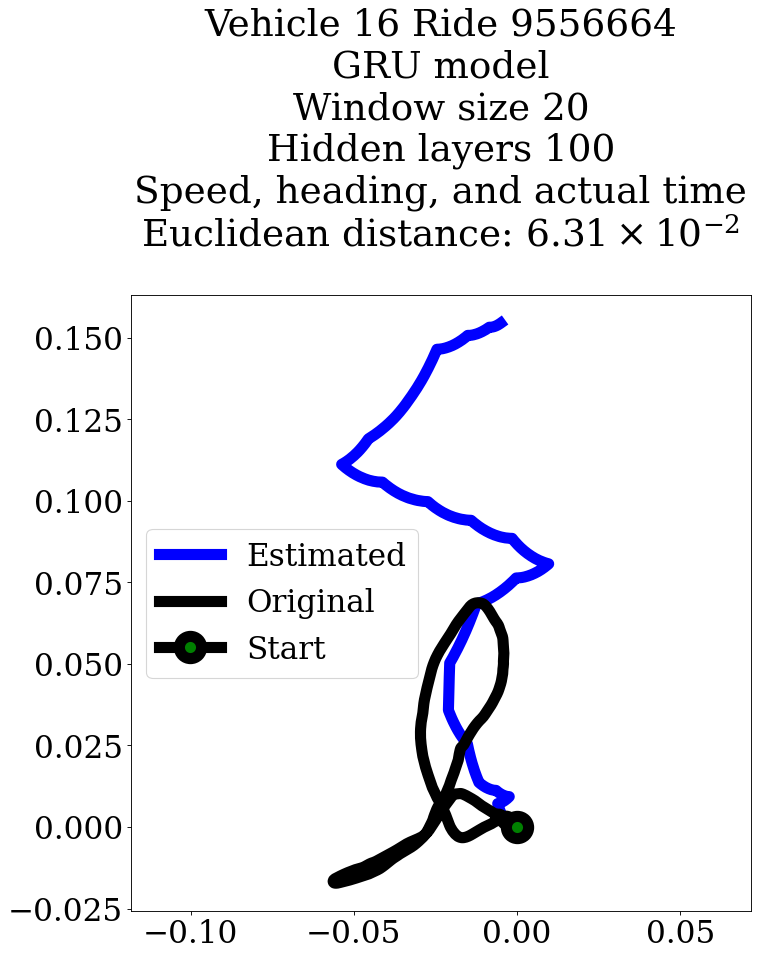 Vehicle 16 Ride 9556664
GRU model
Window size 20
Hidden layers 100
Speed, heading, and actual time
Euclidean distance: 6.31 × 10⁻²
0.150
0.125
0.100
0.075
0.050
0.025
0.000
−0.025
Estimated
Original
Start
−0.10
−0.05
0.00
0.05